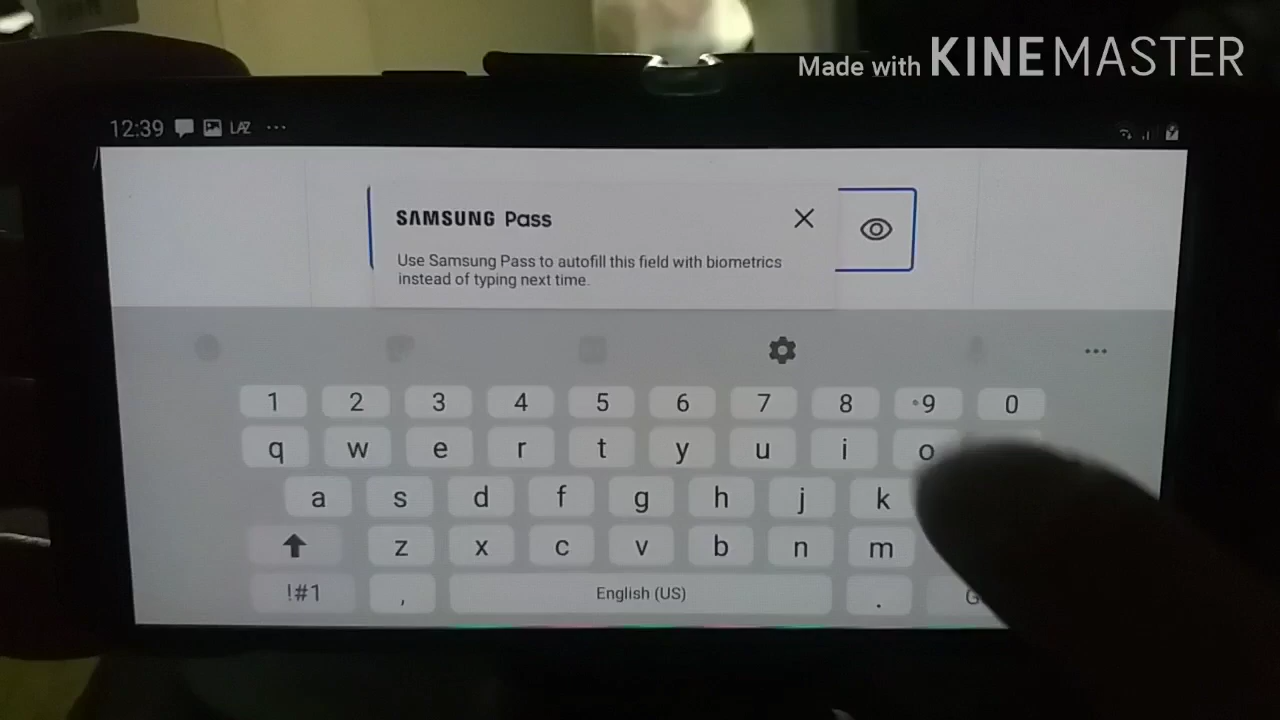 Made with KINEMASTER
12:39 LAZ ...
SAMSUNG Pass
Use Samsung Pass to autofill this field with biometrics
instead of typing next time.
1 2 3 4 5 6 7 8 9 0
q w e r t y u i o
a s d f g h j k
z x c v b n m
!#1 , English (US) .